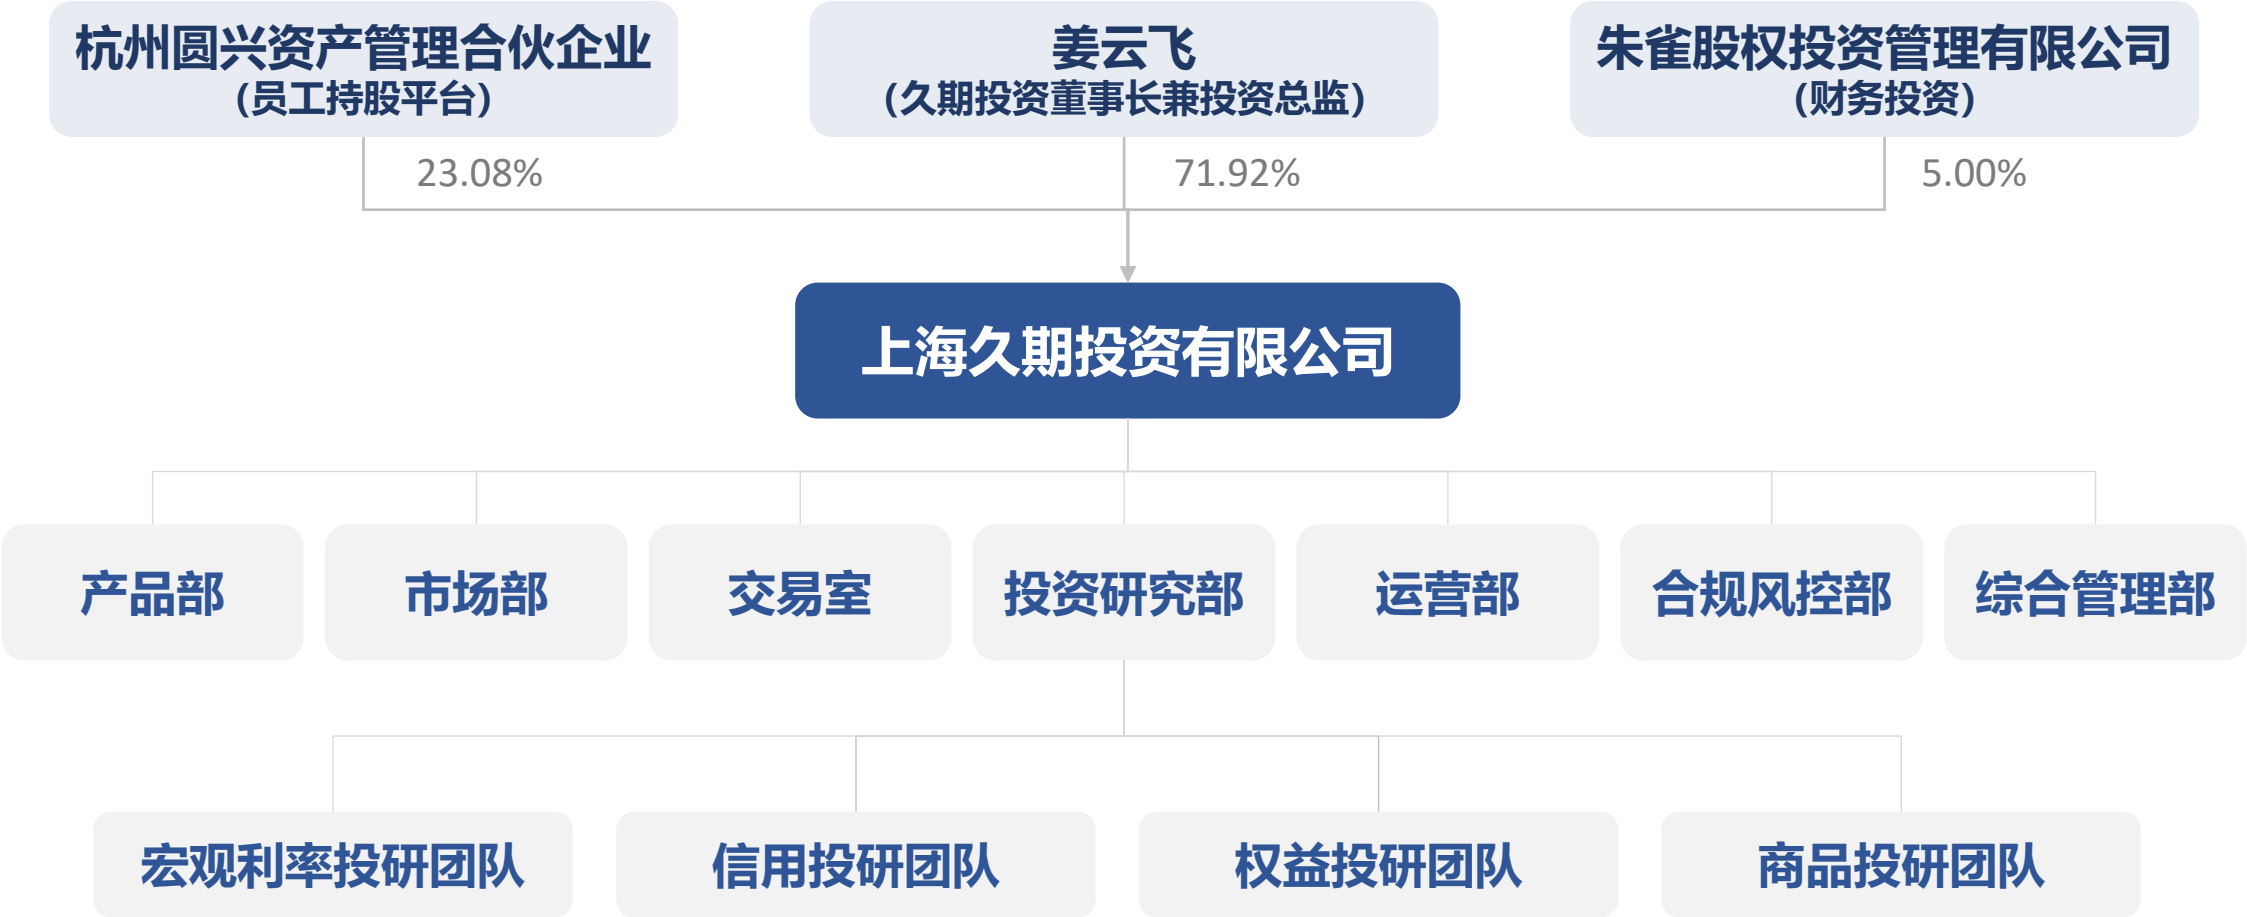 杭州圆兴资产管理合伙企业
(员工持股平台)
姜云飞
(久期投资董事长兼投资总监)
朱雀股权投资管理有限公司
(财务投资)
23.08%
71.92%
5.00%
上海久期投资有限公司
产品部
市场部
交易室
投资研究部
运营部
合规风控部
综合管理部
宏观利率投研团队
信用投研团队
权益投研团队
商品投研团队